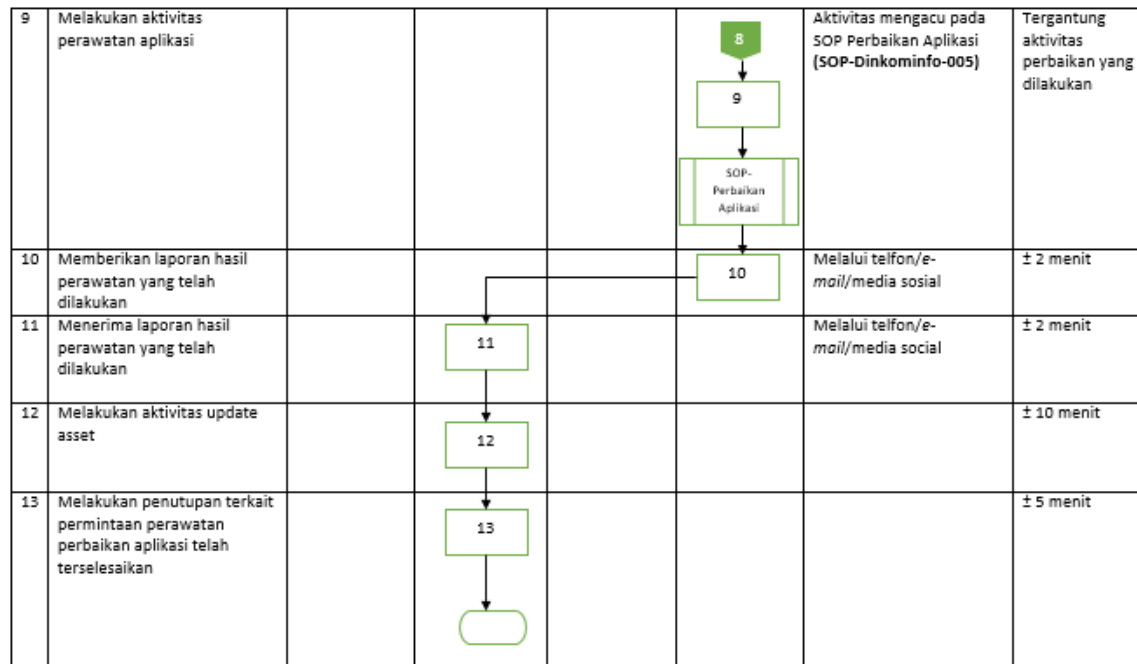 9
Melakukan aktivitas
perawatan aplikasi
8
9
SOP-
Perbaikan
Aplikasi
Aktivitas mengacu pada
SOP Perbaikan Aplikasi
(SOP-Dinkominfo-005)
Tergantung
aktivitas
perbaikan yang
dilakukan
10
Memberikan laporan hasil
perawatan yang telah
dilakukan
10
Melalui telfon/e-
mail/media sosial
± 2 menit
11
Menerima laporan hasil
perawatan yang telah
dilakukan
11
Melalui telfon/e-
mail/media social
± 2 menit
12
Melakukan aktivitas update
asset
12
± 10 menit
13
Melakukan penutupan terkait
permintaan perawatan
perbaikan aplikasi telah
terselesaikan
13
± 5 menit